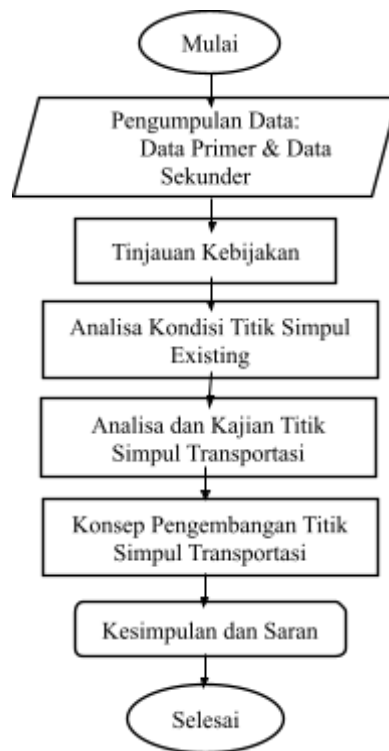 Mulai
Pengumpulan Data:
Data Primer & Data
Sekunder
Tinjauan Kebijakan
Analisa Kondisi Titik Simpul
Existing
Analisa dan Kajian Titik
Simpul Transportasi
Konsep Pengembangan Titik
Simpul Transportasi
Kesimpulan dan Saran
Selesai